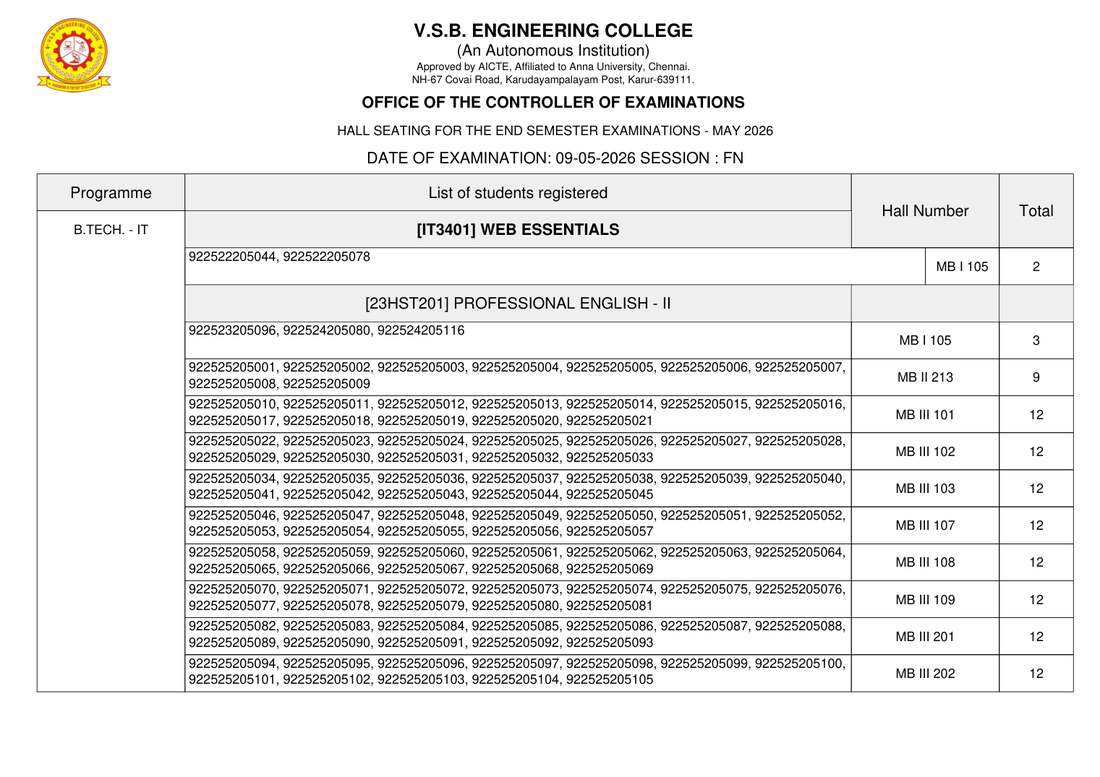 V.S.B. ENGINEERING COLLEGE
(An Autonomous Institution)
Approved by AICTE, Affiliated to Anna University, Chennai.
NH-67 Covai Road, Karudayampalayam Post, Karur-639111.
OFFICE OF THE CONTROLLER OF EXAMINATIONS
HALL SEATING FOR THE END SEMESTER EXAMINATIONS - MAY 2026
DATE OF EXAMINATION: 09-05-2026 SESSION : FN
Programme List of students registered Hall Number Total
B.TECH. - IT [IT3401] WEB ESSENTIALS
922522205044, 922522205078 MB I 105 2
[23HST201] PROFESSIONAL ENGLISH - II
922523205096, 922524205080, 922524205116 MB I 105 3
922525205001, 922525205002, 922525205003, 922525205004, 922525205005, 922525205006, 922525205007,
922525205008, 922525205009 MB II 213 9
922525205010, 922525205011, 922525205012, 922525205013, 922525205014, 922525205015, 922525205016,
922525205017, 922525205018, 922525205019, 922525205020, 922525205021 MB III 101 12
922525205022, 922525205023, 922525205024, 922525205025, 922525205026, 922525205027, 922525205028,
922525205029, 922525205030, 922525205031, 922525205032, 922525205033 MB III 102 12
922525205034, 922525205035, 922525205036, 922525205037, 922525205038, 922525205039, 922525205040,
922525205041, 922525205042, 922525205043, 922525205044, 922525205045 MB III 103 12
922525205046, 922525205047, 922525205048, 922525205049, 922525205050, 922525205051, 922525205052,
922525205053, 922525205054, 922525205055, 922525205056, 922525205057 MB III 107 12
922525205058, 922525205059, 922525205060, 922525205061, 922525205062, 922525205063, 922525205064,
922525205065, 922525205066, 922525205067, 922525205068, 922525205069 MB III 108 12
922525205070, 922525205071, 922525205072, 922525205073, 922525205074, 922525205075, 922525205076,
922525205077, 922525205078, 922525205079, 922525205080, 922525205081 MB III 109 12
922525205082, 922525205083, 922525205084, 922525205085, 922525205086, 922525205087, 922525205088,
922525205089, 922525205090, 922525205091, 922525205092, 922525205093 MB III 201 12
922525205094, 922525205095, 922525205096, 922525205097, 922525205098, 922525205099, 922525205100,
922525205101, 922525205102, 922525205103, 922525205104, 922525205105 MB III 202 12